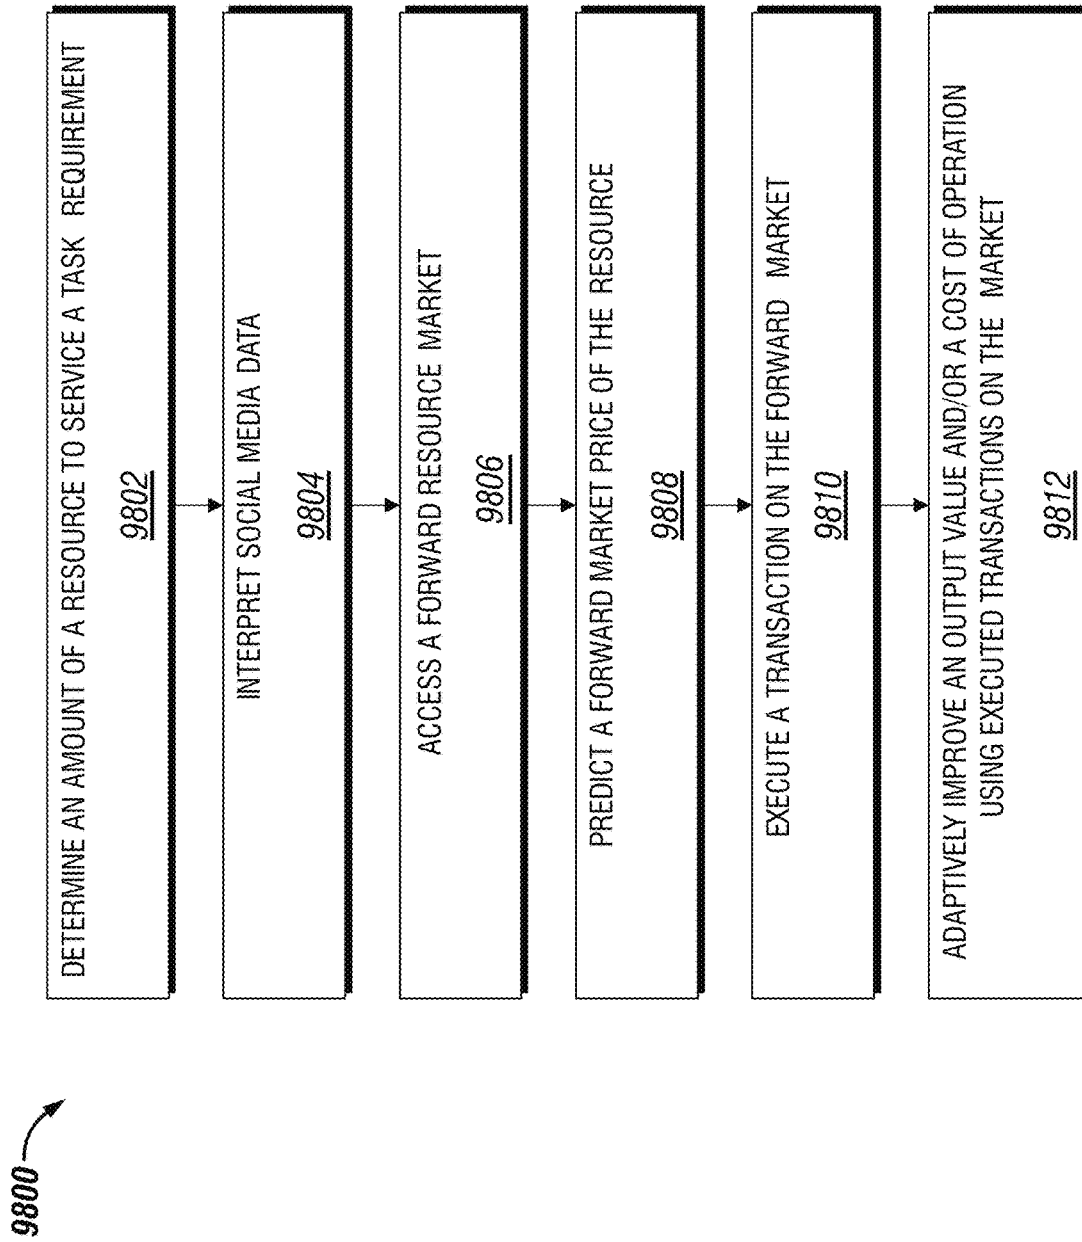 9800
DETERMINE AN AMOUNT OF A RESOURCE TO SERVICE A TASK REQUIREMENT
9802
INTERPRET SOCIAL MEDIA DATA
9804
ACCESS A FORWARD RESOURCE MARKET
9806
PREDICT A FORWARD MARKET PRICE OF THE RESOURCE
9808
EXECUTE A TRANSACTION ON THE FORWARD MARKET
9810
ADAPTIVELY IMPROVE AN OUTPUT VALUE AND/OR A COST OF OPERATION
USING EXECUTED TRANSACTIONS ON THE MARKET
9812